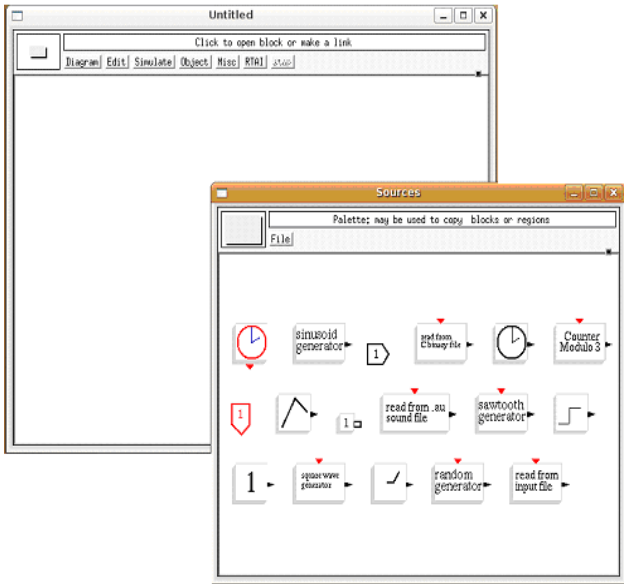 Untitled
Click to open block or make a link
Diagram Edit Simulate Object Misc RTAI stop
Sources
Palette; may be used to copy blocks or regions
File
sinusoid
generator
1
read from
C binary file
Counter
Modulo 3
1
1
read from .au
sound file
sawtooth
generator
1
square wave
generator
random
generator
read from
input file